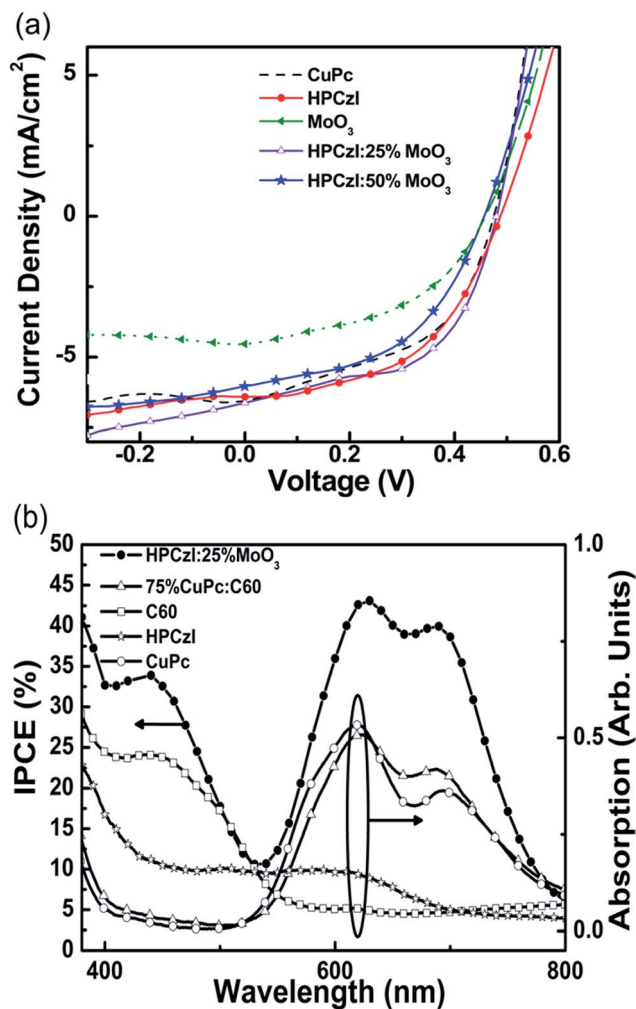 (a)
5
0
-5
-0.2 0.0 0.2 0.4 0.6
Current Density (mA/cm²)
Voltage (V)
CuPc
HPCzI
MoO₃
HPCzI:25% MoO₃
HPCzI:50% MoO₃
(b)
50
45
40
35
30
25
20
15
10
5
0
IPCE (%)
HPCzI:25%MoO₃
75%CuPc:C60
C60
HPCzI
CuPc
1.0
0.5
0.0
Absorption (Arb. Units)
400 600 800
Wavelength (nm)